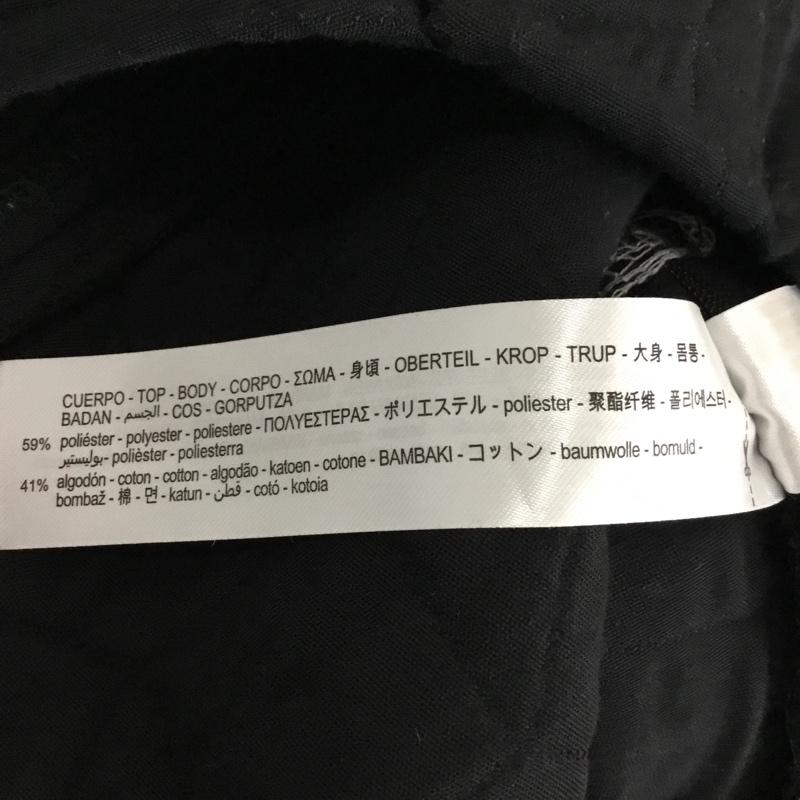 CUERPO - TOP - BODY - CORPO - ΣΩΜΑ - 身頃 - OBERTEIL - KROP - TRUP - 大身 - 몸통 -
BADAN - الجسم - COS - GORPUTZA
59% poliéster - polyester - poliestere - ΠΟΛΥΕΣΤΕΡΑΣ - ポリエステル - poliester - 聚酯纤维 - 폴리에스터 -
بوليستير - polièster - poliesterra
41% algodón - coton - cotton - algodão - katoen - cotone - ΒΑΜΒΑΚΙ - コットン - baumwolle - bomuld -
bombaž - 棉 - 면 - katun - قطن - cotó - kotoia